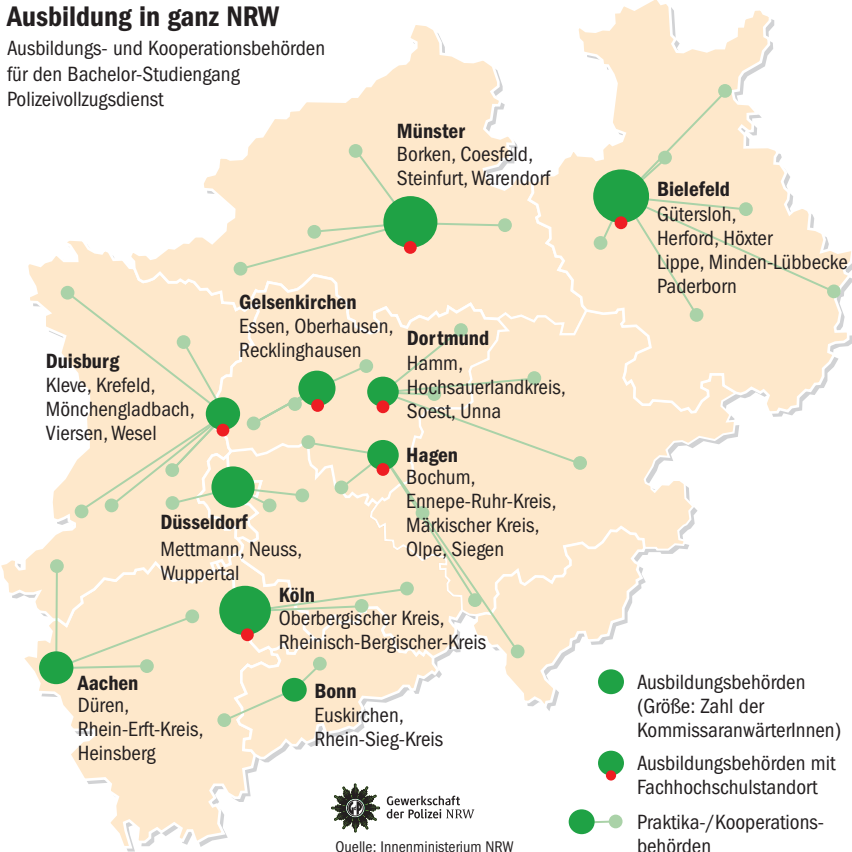 Ausbildung in ganz NRW
Ausbildungs- und Kooperationsbehörden
für den Bachelor-Studiengang
Polizeivollzugsdienst
Münster
Borken, Coesfeld,
Steinfurt, Warendorf
Bielefeld
Gütersloh,
Herford, Höxter
Lippe, Minden-Lübbecke
Paderborn
Gelsenkirchen
Essen, Oberhausen,
Recklinghausen
Dortmund
Hamm,
Hochsauerlandkreis,
Soest, Unna
Duisburg
Kleve, Krefeld,
Mönchengladbach,
Viersen, Wesel
Hagen
Bochum,
Ennepe-Ruhr-Kreis,
Märkischer Kreis,
Olpe, Siegen
Düsseldorf
Mettmann, Neuss,
Wuppertal
Köln
Oberbergischer Kreis,
Rheinisch-Bergischer-Kreis
Aachen
Düren,
Rhein-Erft-Kreis,
Heinsberg
Bonn
Euskirchen,
Rhein-Sieg-Kreis
Ausbildungsbehörden
(Größe: Zahl der
KommissaranwärterInnen)
Ausbildungsbehörden mit
Fachhochschulstandort
Praktika-/Kooperations-
behörden
Gewerkschaft
der Polizei NRW
Quelle: Innenministerium NRW